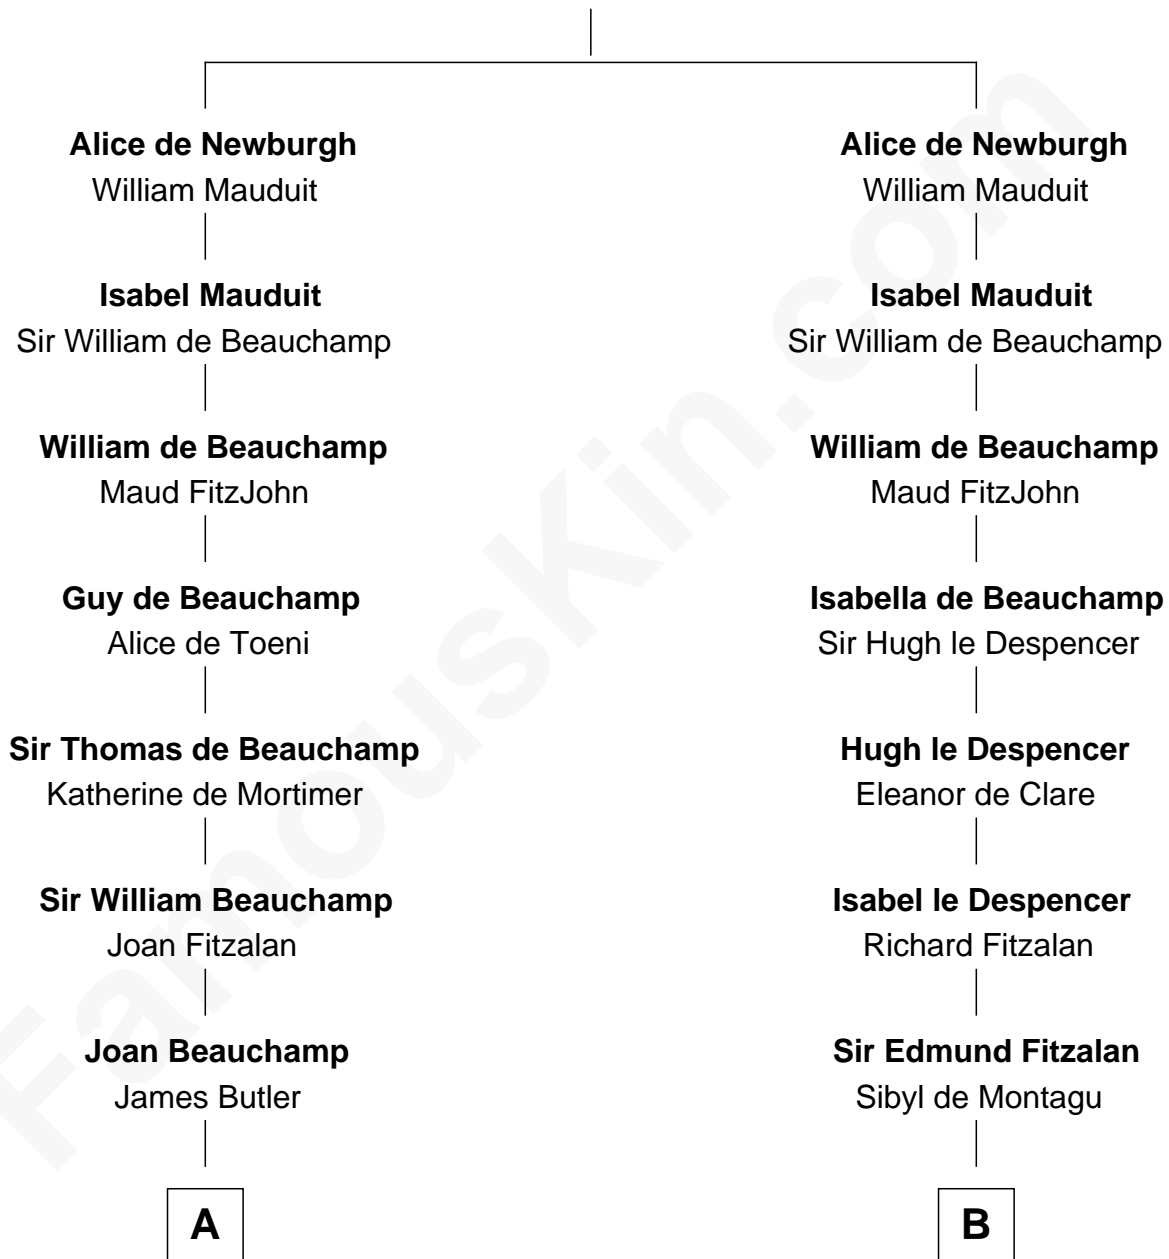 Alice de Newburgh
William Mauduit
Isabel Mauduit
Sir William de Beauchamp
William de Beauchamp
Maud FitzJohn
Guy de Beauchamp
Alice de Toeni
Sir Thomas de Beauchamp
Katherine de Mortimer
Sir William Beauchamp
Joan Fitzalan
Joan Beauchamp
James Butler
A
Alice de Newburgh
William Mauduit
Isabel Mauduit
Sir William de Beauchamp
William de Beauchamp
Maud FitzJohn
Isabella de Beauchamp
Sir Hugh le Despencer
Hugh le Despencer
Eleanor de Clare
Isabel le Despencer
Richard Fitzalan
Sir Edmund Fitzalan
Sibyl de Montagu
B
FamousKin.com